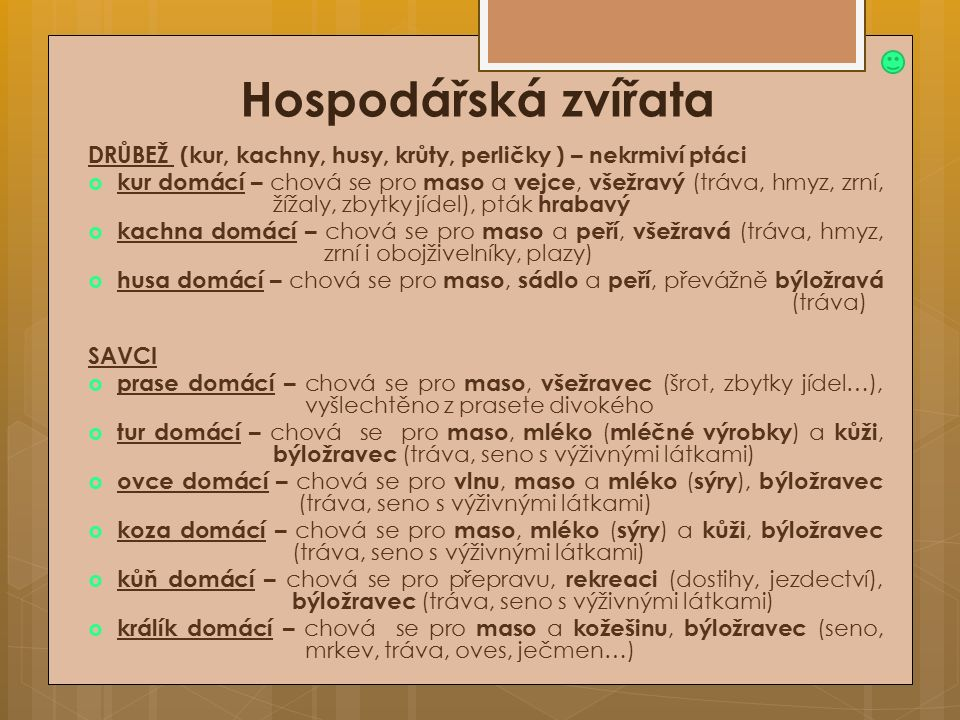 Hospodářská zvířata
DRŮBEŽ (kur, kachny, husy, krůty, perličky ) – nekrmiví ptáci
kur domácí – chová se pro maso a vejce, všežravý (tráva, hmyz, zrní,
žížaly, zbytky jídel), pták hrabavý
kachna domácí – chová se pro maso a peří, všežravá (tráva, hmyz,
zrní i obojživelníky, plazy)
husa domácí – chová se pro maso, sádlo a peří, převážně býložravá
(tráva)
SAVCI
prase domácí – chová se pro maso, všežravec (šrot, zbytky jídel…),
vyšlechtěno z prasete divokého
tur domácí – chová se pro maso, mléko (mléčné výrobky) a kůži,
býložravec (tráva, seno s výživnými látkami)
ovce domácí – chová se pro vlnu, maso a mléko (sýry), býložravec
(tráva, seno s výživnými látkami)
koza domácí – chová se pro maso, mléko (sýry) a kůži, býložravec
(tráva, seno s výživnými látkami)
kůň domácí – chová se pro přepravu, rekreaci (dostihy, jezdectví),
býložravec (tráva, seno s výživnými látkami)
králík domácí – chová se pro maso a kožešinu, býložravec (seno,
mrkev, tráva, oves, ječmen…)